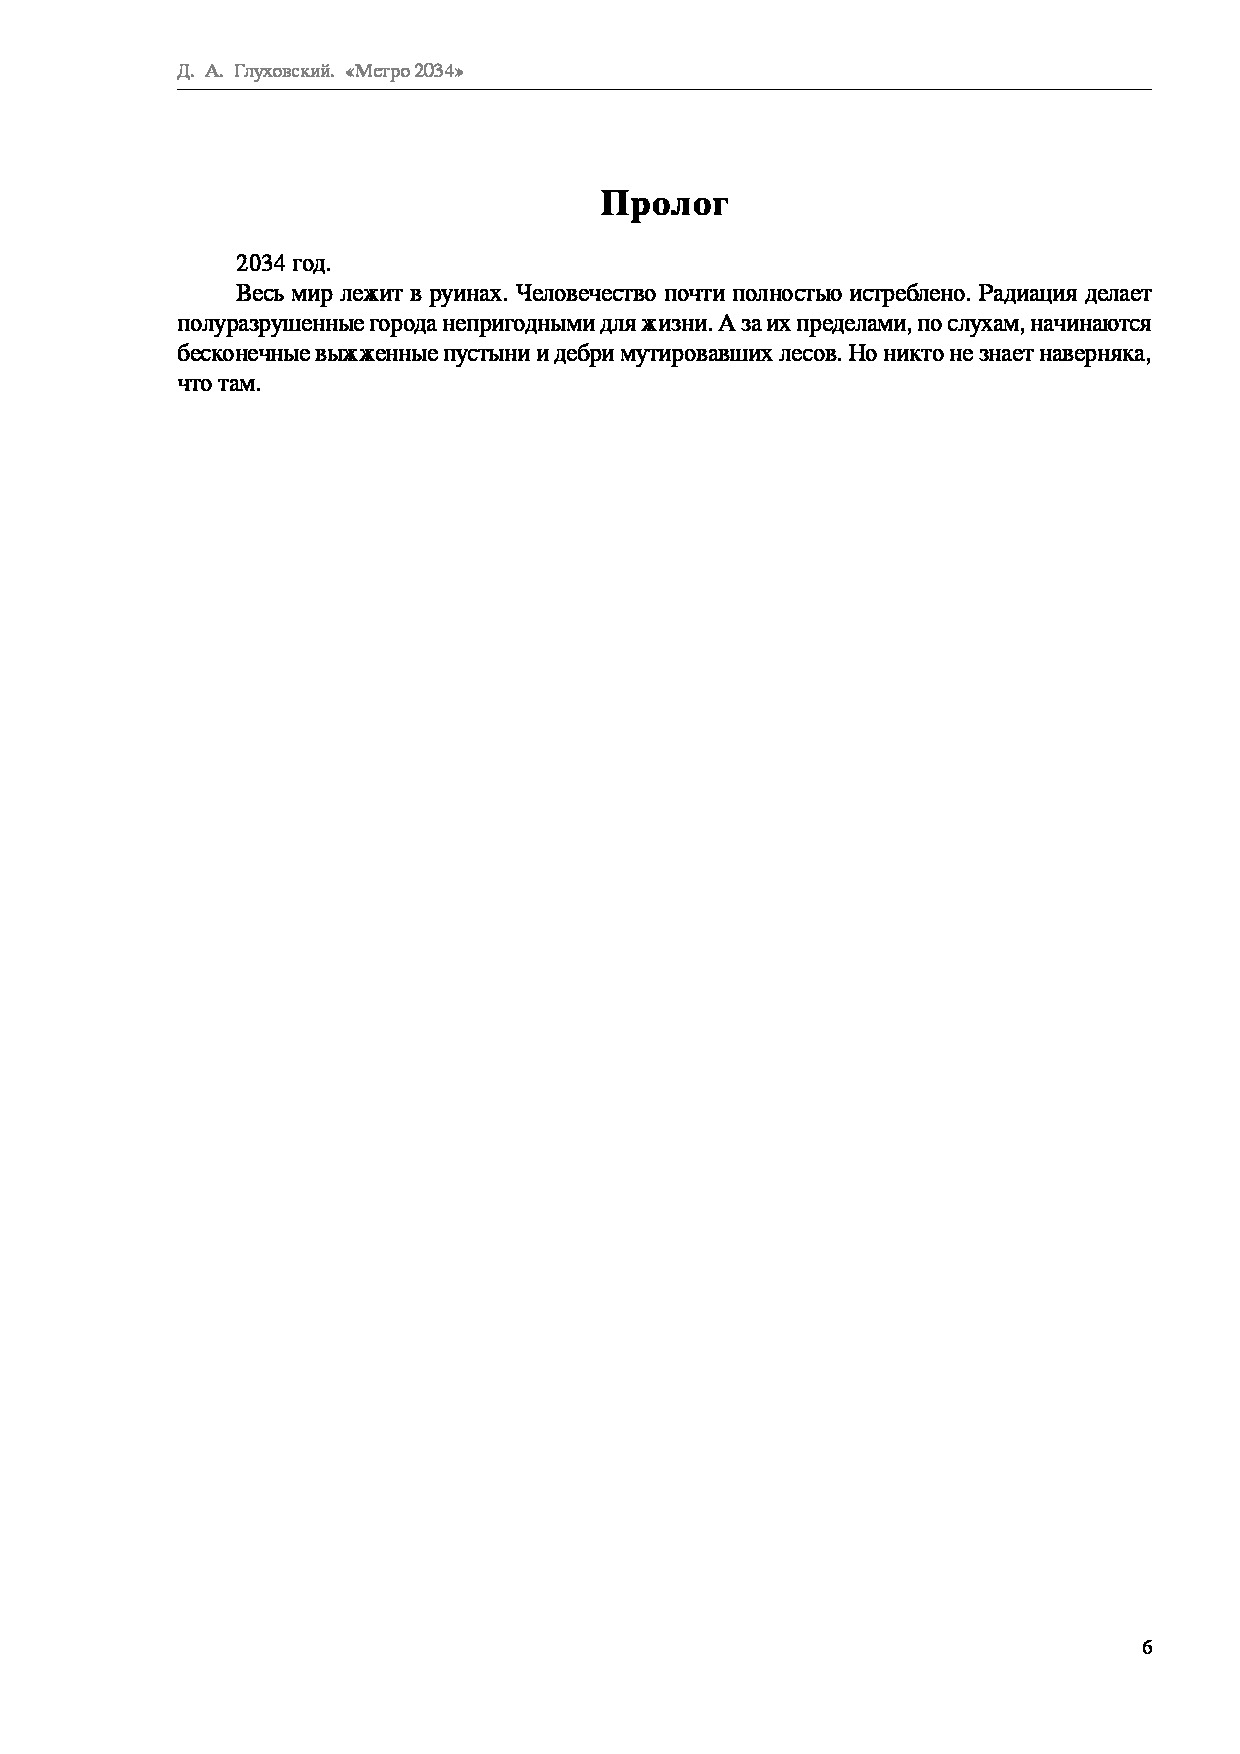 Д. А. Глуховский. «Метро 2034»
Пролог
2034 год.
Весь мир лежит в руинах. Человечество почти полностью истреблено. Радиация делает
полуразрушенные города непригодными для жизни. А за их пределами, по слухам, начинаются
бесконечные выжженные пустыни и дебри мутировавших лесов. Но никто не знает наверняка,
что там.
6